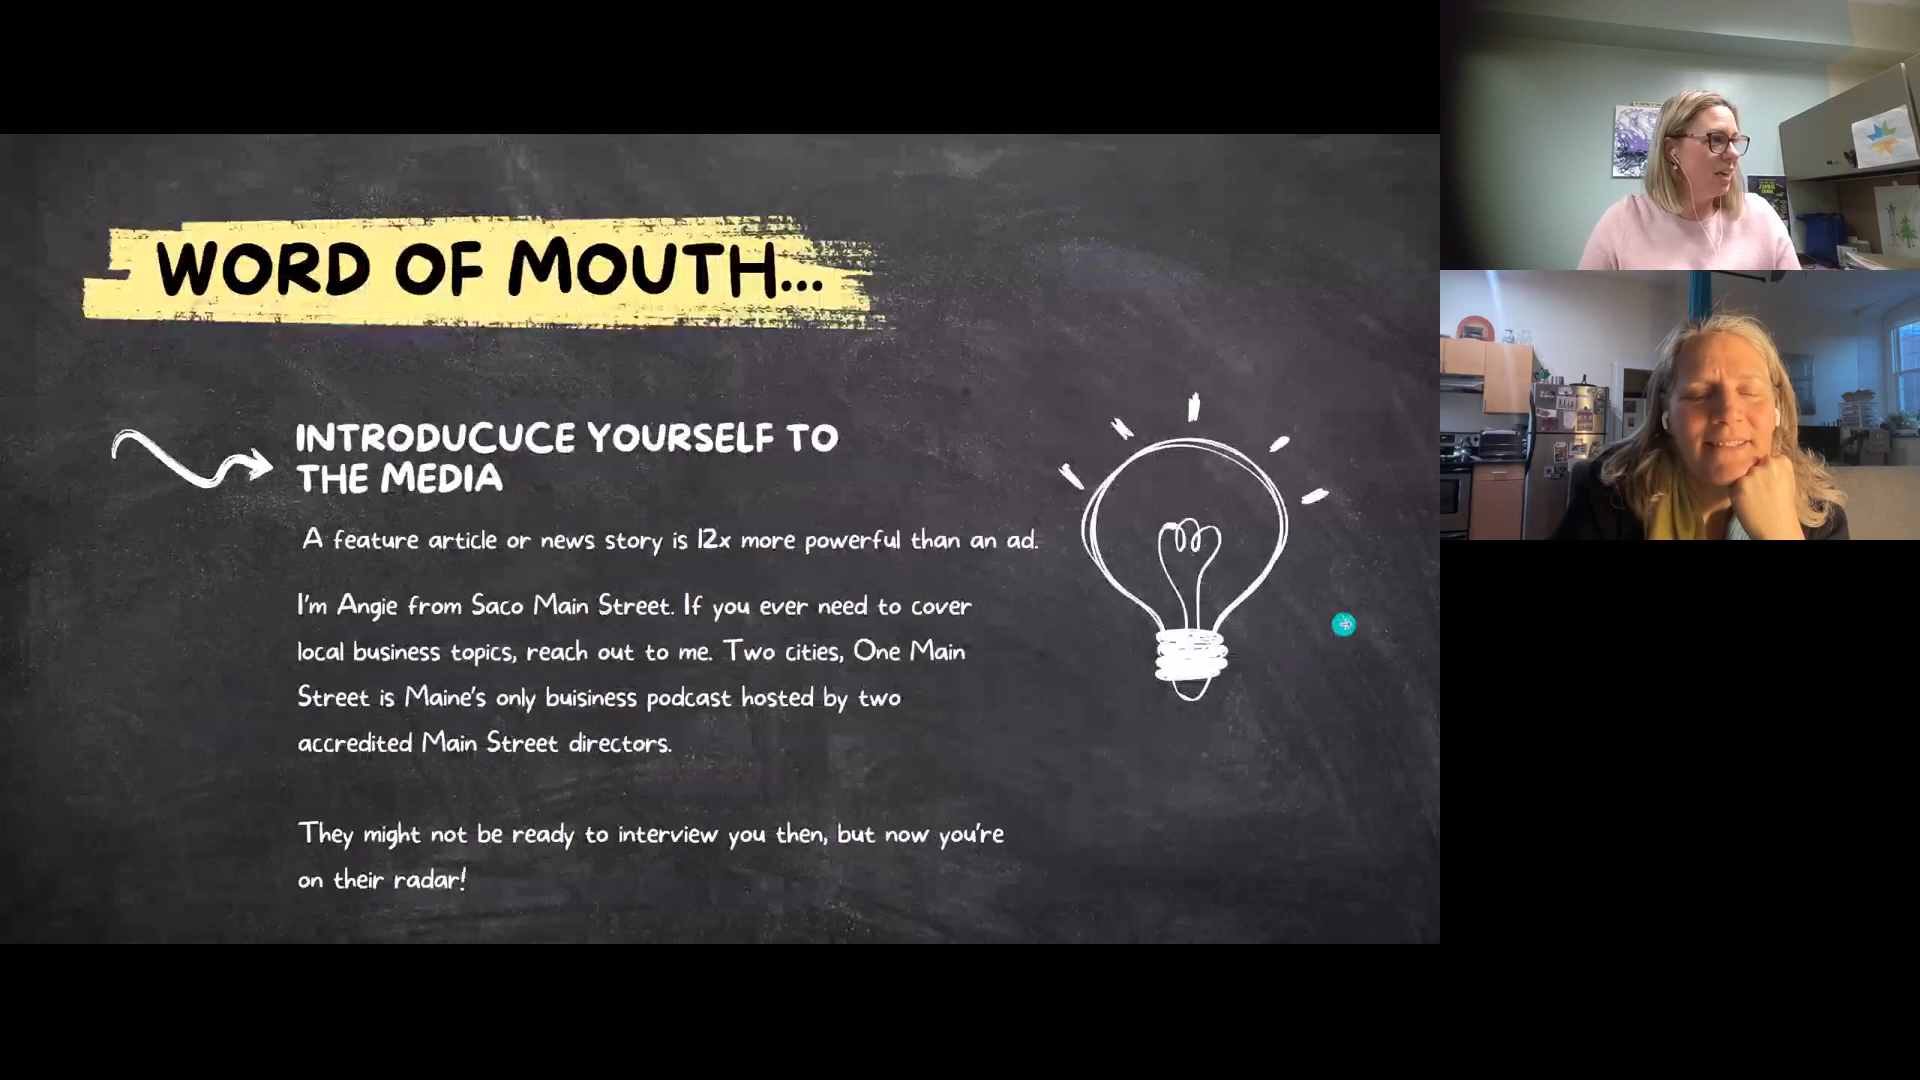 WORD OF MOUTH...
INTRODUCUCE YOURSELF TO
THE MEDIA
A feature article or news story is 12x more powerful than an ad.
I'm Angie from Saco Main Street. If you ever need to cover
local business topics, reach out to me. Two cities, One Main
Street is Maine's only buisiness podcast hosted by two
accredited Main Street directors.
They might not be ready to interview you then, but now you're
on their radar!